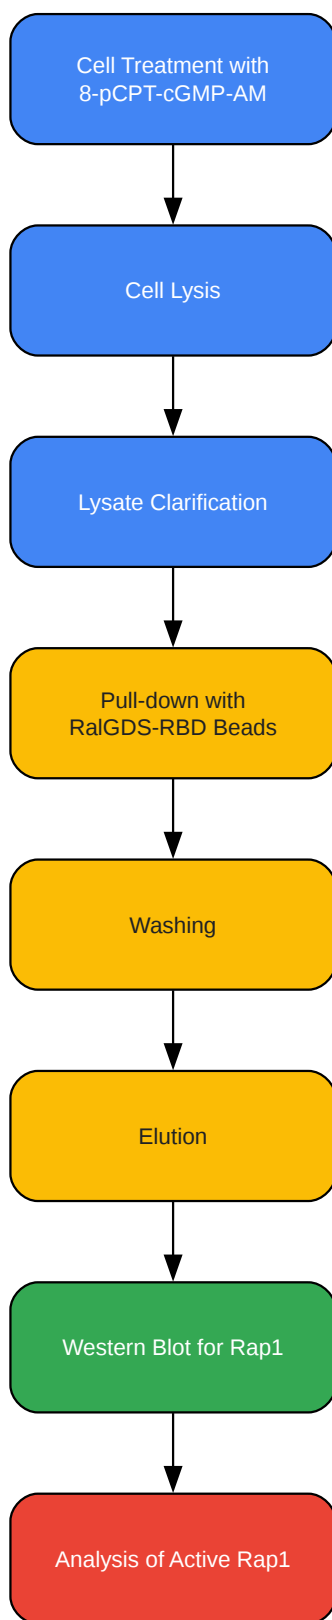 Cell Treatment with
8-pCPT-cGMP-AM
Cell Lysis
Lysate Clarification
Pull-down with
RalGDS-RBD Beads
Washing
Elution
Western Blot for Rap1
Analysis of Active Rap1